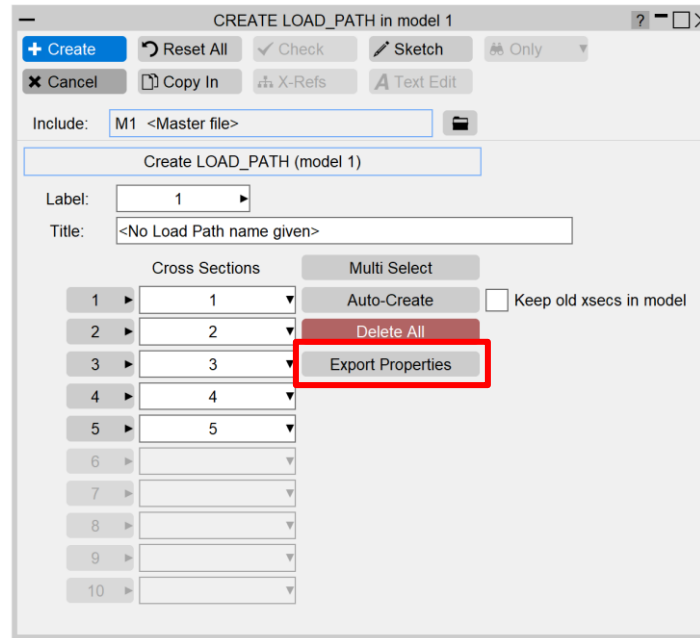 CREATE LOAD_PATH in model 1 ?
Create Reset All Check Sketch Only
Cancel Copy In X-Refs A Text Edit
Include: M1 <Master file>
Create LOAD_PATH (model 1)
Label: 1
Title: <No Load Path name given>
Cross Sections Multi Select
1 1 Auto-Create Keep old xsecs in model
2 2 Delete All
3 3 Export Properties
4 4
5 5
6
7
8
9
10